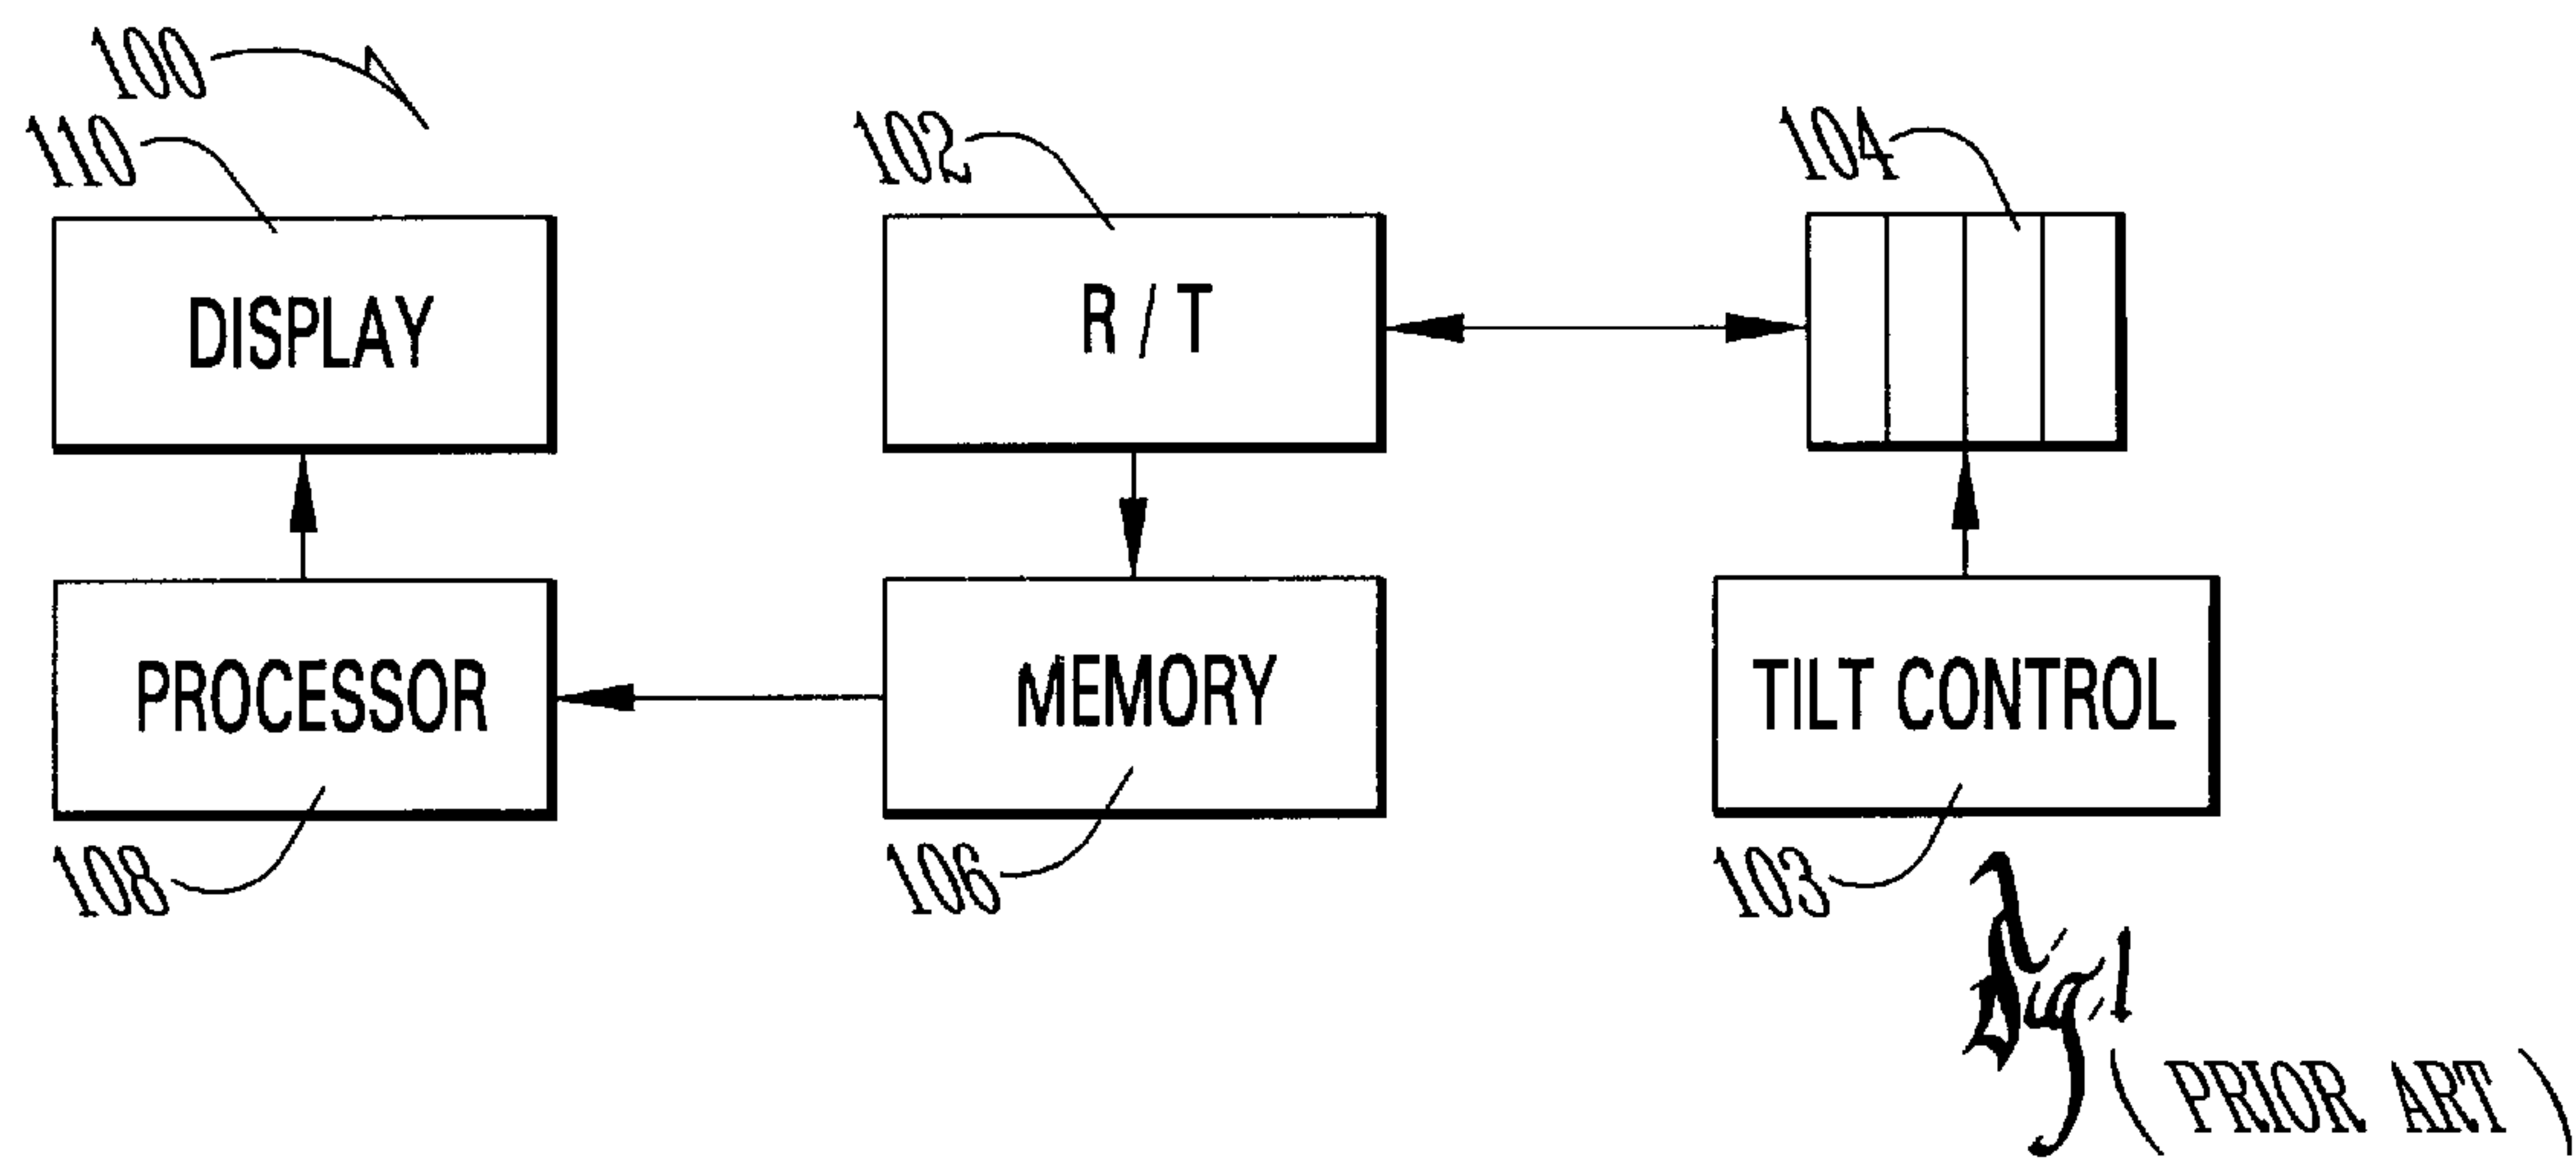 100
110
102
104
DISPLAY
R / T
PROCESSOR
MEMORY
TILT CONTROL
108
106
103
Fig-1
( PRIOR ART )